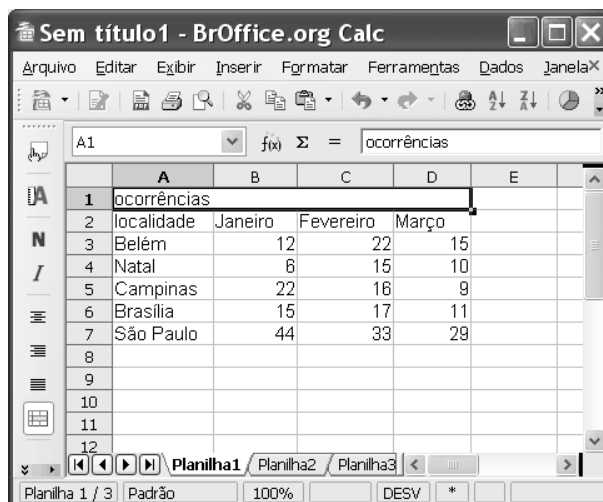 Sem título1 - BrOffice.org Calc
Arquivo Editar Exibir Inserir Formatar Ferramentas Dados Janela
A1 f(x) Σ = ocorrências
A B C D E
1 ocorrências
2 localidade Janeiro Fevereiro Março
3 Belém 12 22 15
4 Natal 6 15 10
5 Campinas 22 16 9
6 Brasília 15 17 11
7 São Paulo 44 33 29
8
9
10
11
12
Planilha1 Planilha2 Planilha3
Planilha 1 / 3 Padrão 100% DESV *